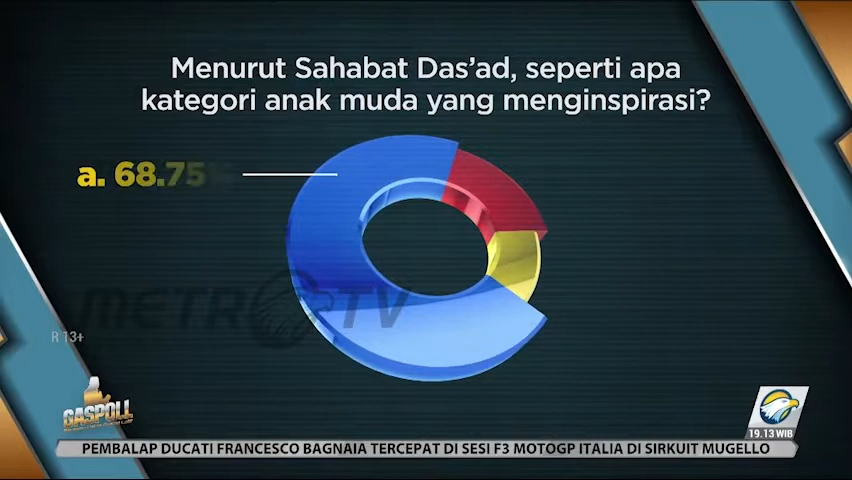 Menurut Sahabat Das'ad, seperti apa
kategori anak muda yang menginspirasi?
a. 68.75%
METRO TV
R 13+
GASPOLL
19.13 WIB
PEMBALAP DUCATI FRANCESCO BAGNAIA TERCEPAT DI SESI F3 MOTOGP ITALIA DI SIRKUIT MUGELLO